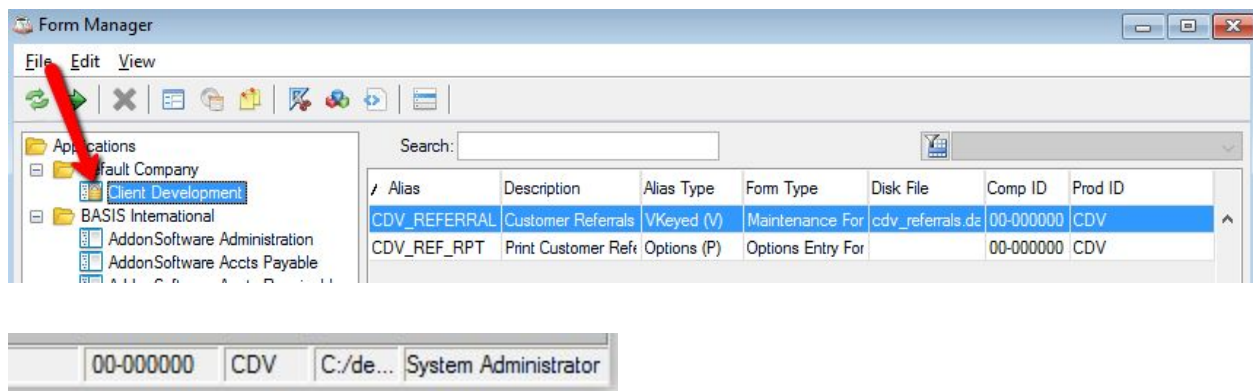 Form Manager
File Edit View
Applications
Search:
Default Company
Client Development
/ Alias Description Alias Type Form Type Disk File Comp ID Prod ID
BASIS International
CDV_REFERRAL Customer Referrals VKeyed (V) Maintenance For cdv_referrals.da 00-000000 CDV
AddonSoftware Administration
CDV_REF_RPT Print Customer Refe Options (P) Options Entry For 00-000000 CDV
AddonSoftware Accts Payable
00-000000 CDV C:/de... System Administrator